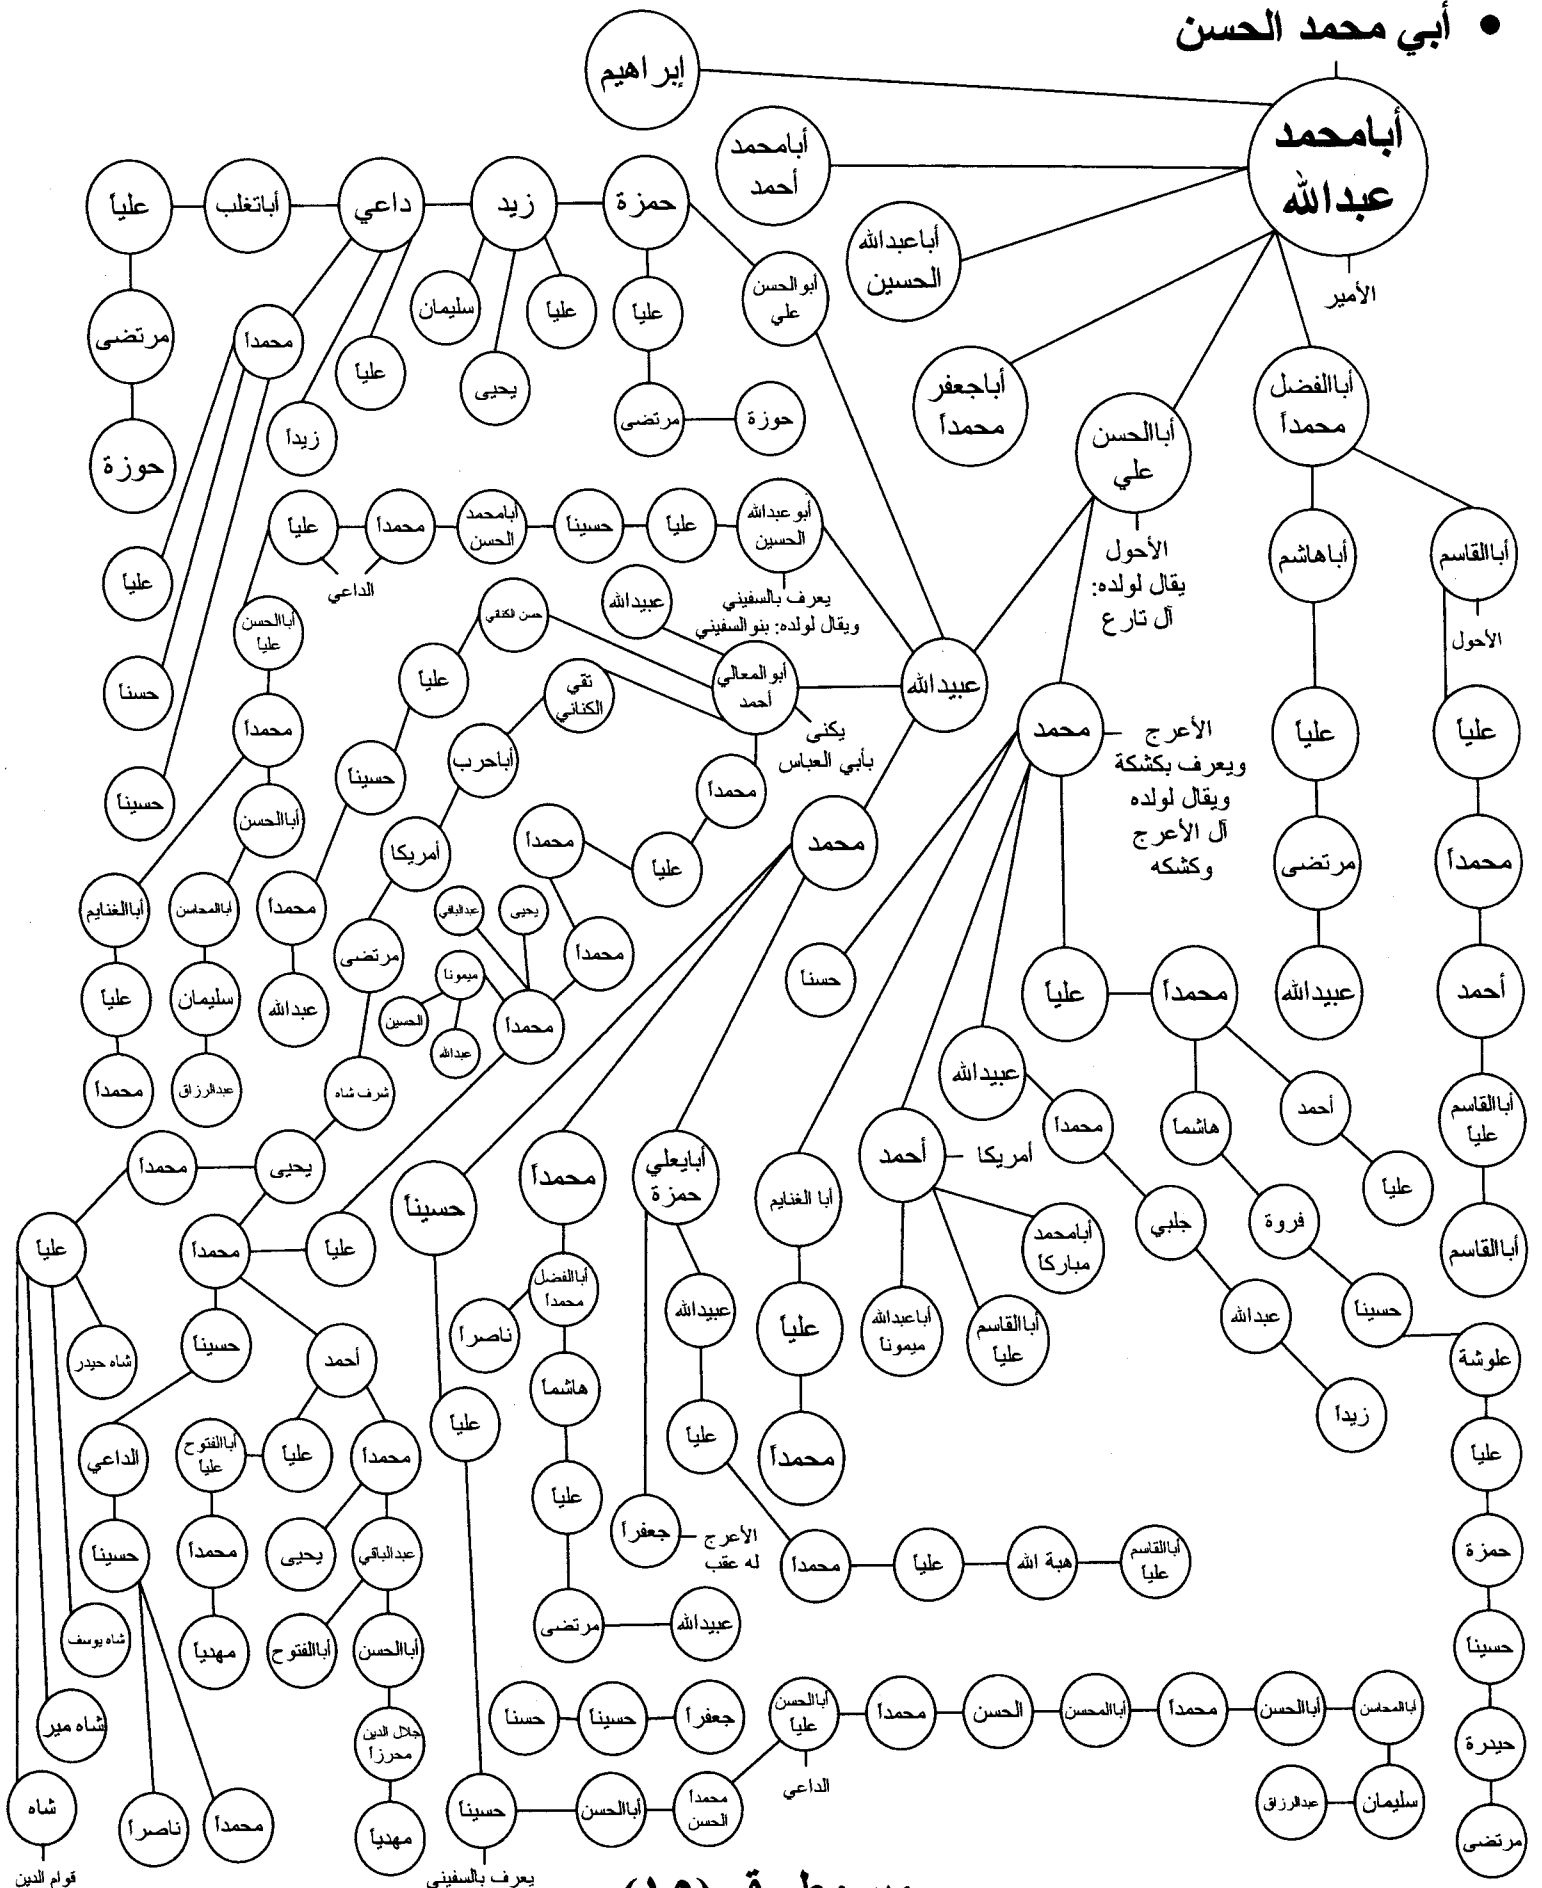 • أبي محمد الحسن
إبراهيم
أبامحمد
عبدالله
الأمير
أبامحمد
أحمد
أباعبدالله
الحسين
أباجعفر
محمداً
أباالحسن
علي
الأحول
يقال لولده:
آل تارع
أباالفضل
محمداً
أباهاشم
علياً
مرتضى
عبيدالله
أباالقاسم
الأحول
علياً
محمداً
أحمد
أباالقاسم
علياً
أباالقاسم
علياً
أباتغلب
داعي
زيد
حمزة
أبوالحسن
علي
مرتضى
حوزة
محمداً
زيداً
علياً
سليمان
يحيى
علياً
علياً
مرتضى
حوزة
علياً
حسنا
حسينا
علياً
محمداً
الداعي
أبامحمد
الحسن
حسيناً
علياً
أبوعبدالله
الحسين
يعرف بالسفيني
ويقال لولده: بنو السفيني
أباالحسن
علياً
محمداً
أباالحسن
أباالغنايم
علياً
محمداً
أباالمحاسن
سليمان
عبدالرزاق
حسن الكناني
عبيدالله
علياً
حسيناً
محمداً
عبدالله
تقي
الكناني
أباحرب
أمريكا
مرتضى
شرف شاه
يحيى
محمداً
أبوالمعالي
أحمد
يكنى
بأبي العباس
عبيدالله
محمداً
علياً
محمداً
محمداً
محمداً
يحيى
عبدالباقي
ميمونا
الحسين
عبدالله
محمد
محمد
الأعرج
ويعرف بكشكة
ويقال لولده
آل الأعرج
وكشكه
حسنا
علياً
محمداً
هاشماً
أحمد
علياً
فروة
حسيناً
علوشة
علياً
حمزة
حسيناً
حيدرة
مرتضى
عبيدالله
محمداً
جلبي
عبدالله
زيداً
أحمد
أمريكا
أبامحمد
مباركاً
أباعبدالله
ميموناً
أباالقاسم
علياً
أبا الغنايم
علياً
محمداً
أبايعلي
حمزة
عبيدالله
علياً
جعفراً
الأعرج
له عقب
محمداً
علياً
هبة الله
أباالقاسم
علياً
محمداً
أباالفضل
محمداً
ناصراً
هاشماً
علياً
مرتضى
عبيدالله
حسيناً
علياً
علياً
محمداً
علياً
شاه حيدر
شاه يوسف
شاه مير
شاه
قوام الدين
حسيناً
أحمد
الداعي
حسيناً
ناصراً
محمداً
علياً
أباالفتوح
علياً
محمداً
مهدياً
محمداً
يحيى
عبدالباقي
أباالفتوح
أباالحسن
جلال الدين
محرزاً
مهدياً
حسنا
حسيناً
جعفراً
أباالحسن
علياً
الداعي
محمداً
الحسن
أباالمحسن
محمداً
أباالحسن
أباالمحاسن
سليمان
عبدالرزاق
حسيناً
يعرف بالسفيني
أباالحسن
محمداً
الحسن